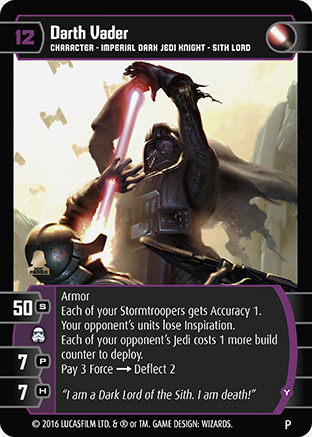 12
Darth Vader
CHARACTER - IMPERIAL DARK JEDI KNIGHT - SITH LORD
50 S
7 P
7 H
Armor
Each of your Stormtroopers gets Accuracy 1.
Your opponent's units lose Inspiration.
Each of your opponent's Jedi costs 1 more build
counter to deploy.
Pay 3 Force → Deflect 2
"I am a Dark Lord of the Sith. I am death!"
Y
© 2016 LUCASFILM LTD. & ® or TM. GAME DESIGN: WIZARDS.
P